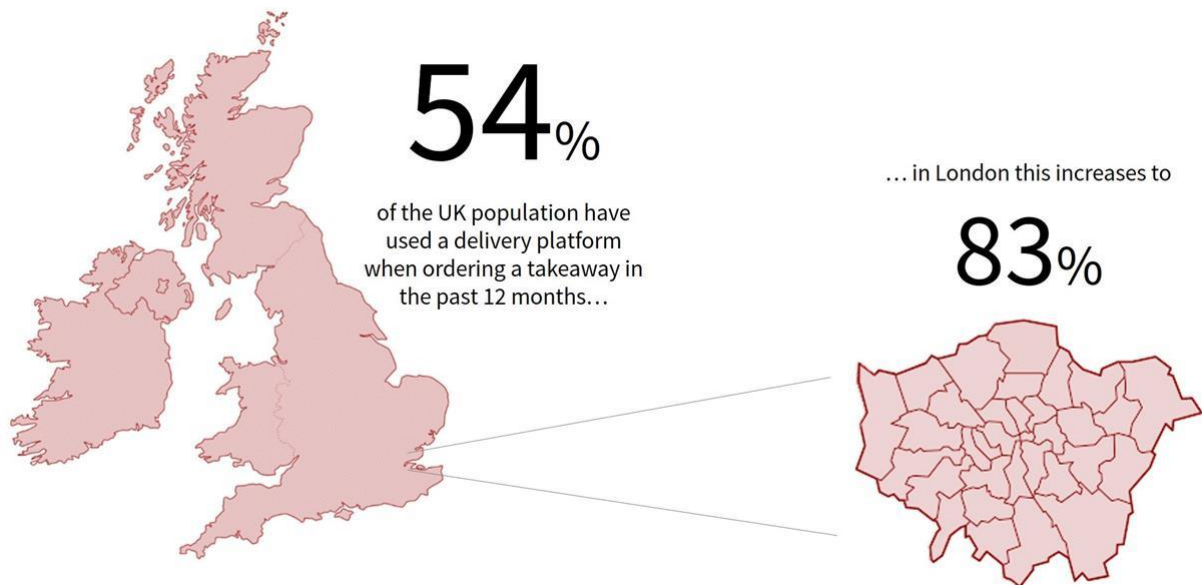 54%
of the UK population have
used a delivery platform
when ordering a takeaway in
the past 12 months…
… in London this increases to
83%